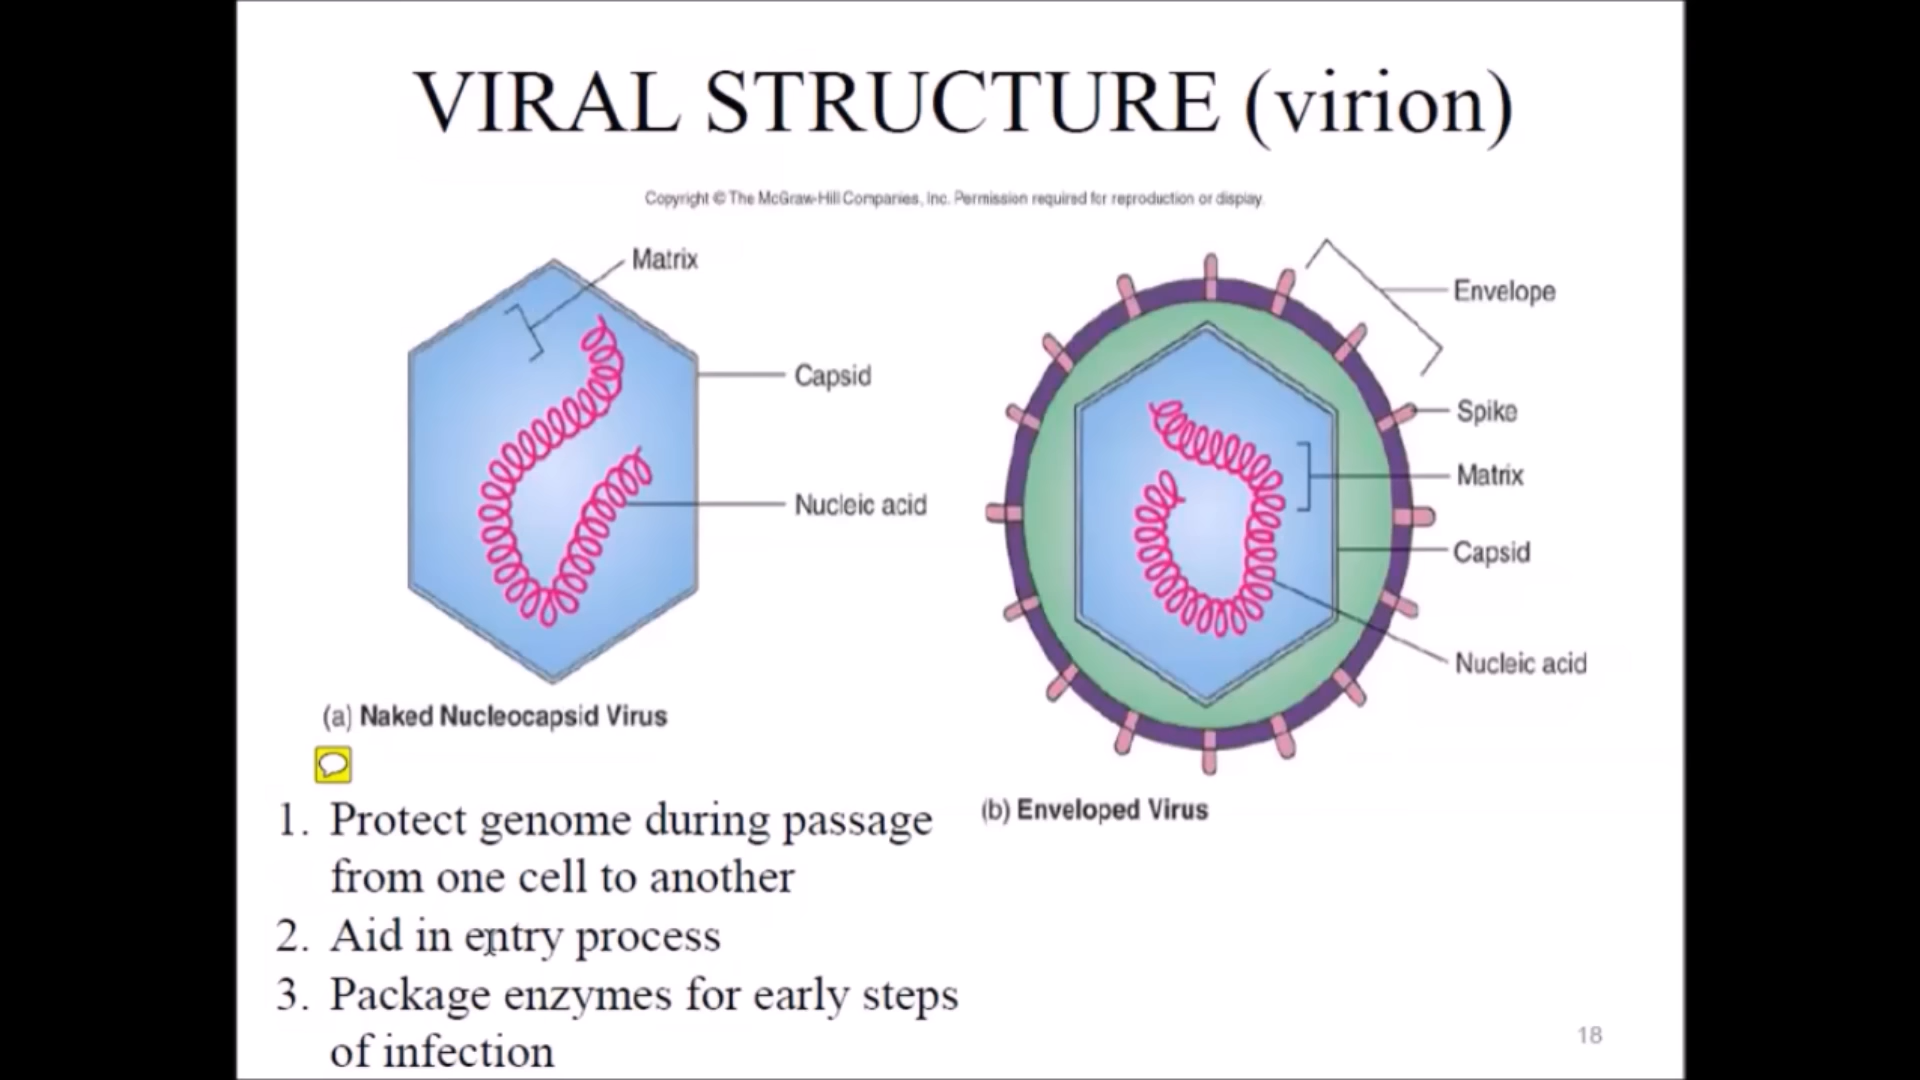 VIRAL STRUCTURE (virion)
Copyright © The McGraw-Hill Companies, Inc. Permission required for reproduction or display.
Matrix
Capsid
Nucleic acid
(a) Naked Nucleocapsid Virus
Envelope
Spike
Matrix
Capsid
Nucleic acid
(b) Enveloped Virus
1. Protect genome during passage
from one cell to another
2. Aid in entry process
3. Package enzymes for early steps
of infection
18